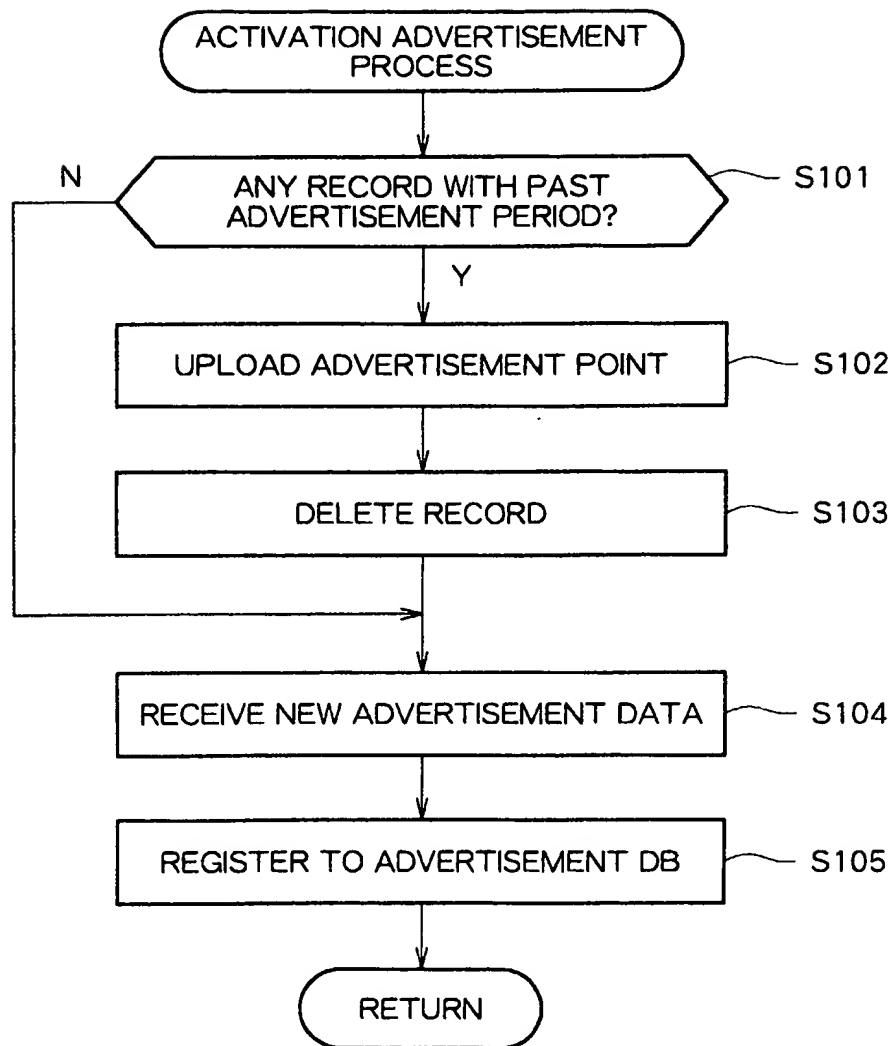 ACTIVATION ADVERTISEMENT
PROCESS
N
ANY RECORD WITH PAST
ADVERTISEMENT PERIOD?
S101
Y
UPLOAD ADVERTISEMENT POINT
S102
DELETE RECORD
S103
RECEIVE NEW ADVERTISEMENT DATA
S104
REGISTER TO ADVERTISEMENT DB
S105
RETURN